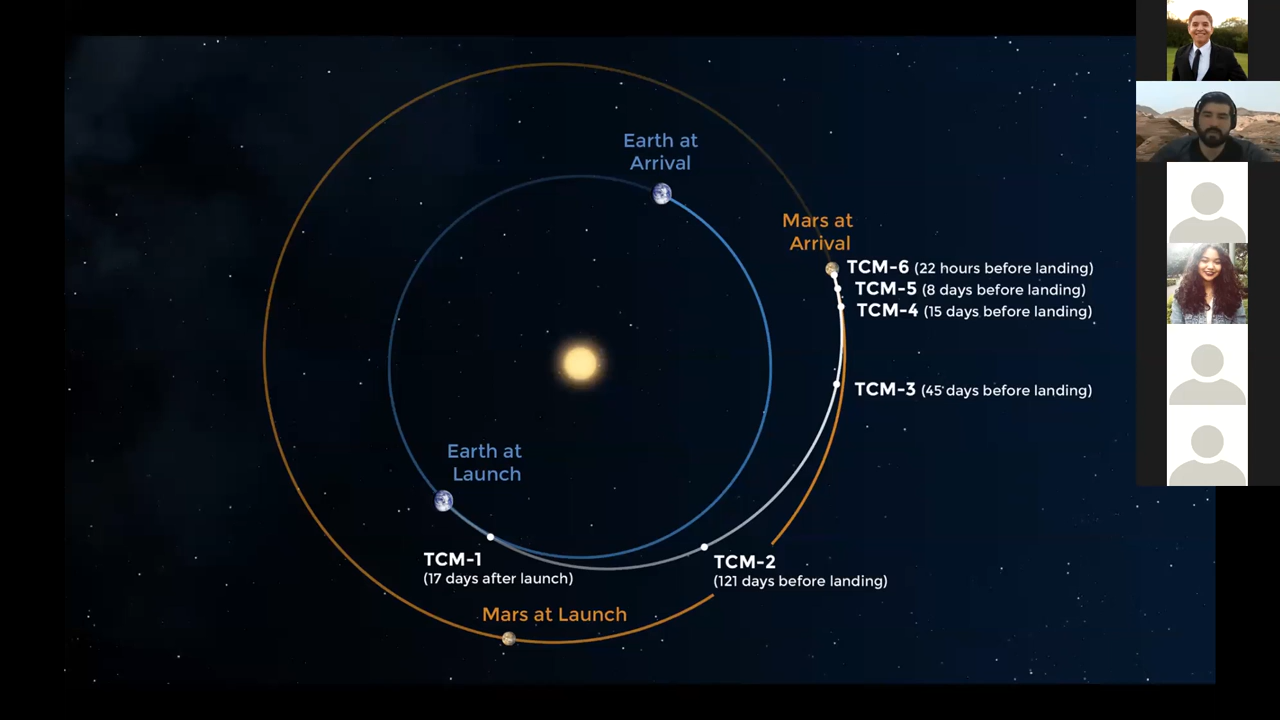 Earth at
Arrival
Mars at
Arrival
TCM-6 (22 hours before landing)
TCM-5 (8 days before landing)
TCM-4 (15 days before landing)
TCM-3 (45 days before landing)
Earth at
Launch
TCM-1
(17 days after launch)
TCM-2
(121 days before landing)
Mars at Launch